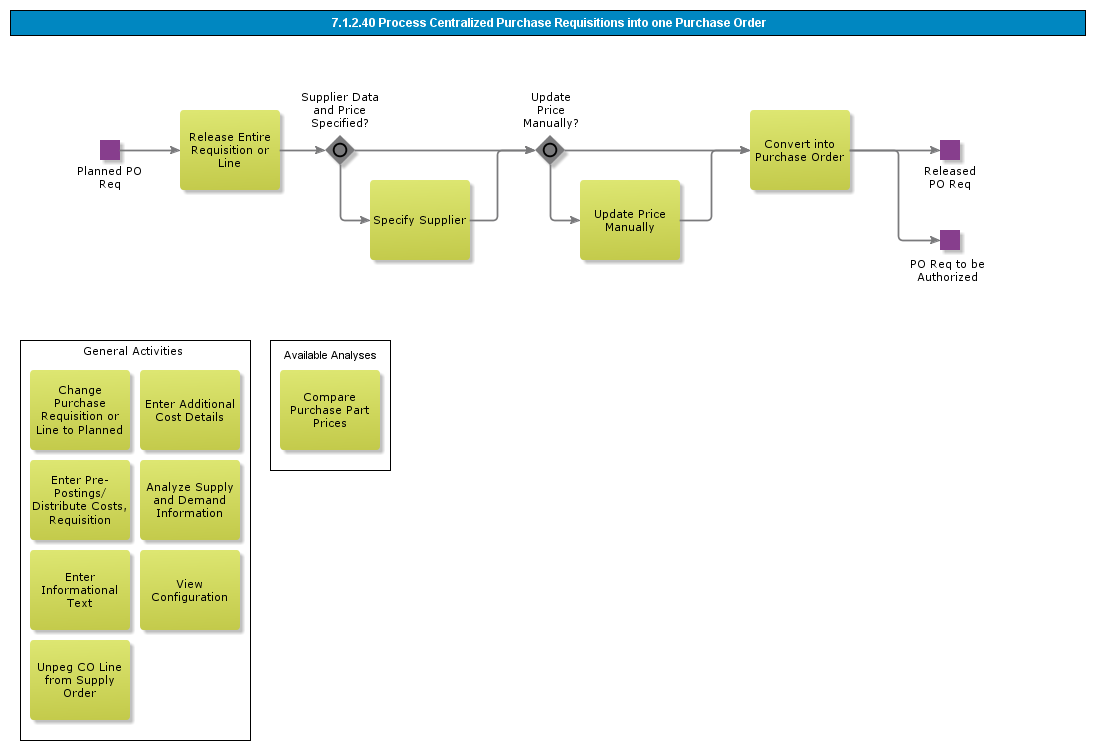 7.1.2.40 Process Centralized Purchase Requisitions into one Purchase Order
Supplier Data
and Price
Specified?
Update
Price
Manually?
Release Entire
Requisition or
Line
Convert into
Purchase Order
Planned PO
Req
Released
PO Req
Specify Supplier
Update Price
Manually
PO Req to be
Authorized
General Activities
Change
Purchase
Requisition or
Line to Planned
Enter Additional
Cost Details
Enter Pre-
Postings/
Distribute Costs,
Requisition
Analyze Supply
and Demand
Information
Enter
Informational
Text
View
Configuration
Unpeg CO Line
from Supply
Order
Available Analyses
Compare
Purchase Part
Prices